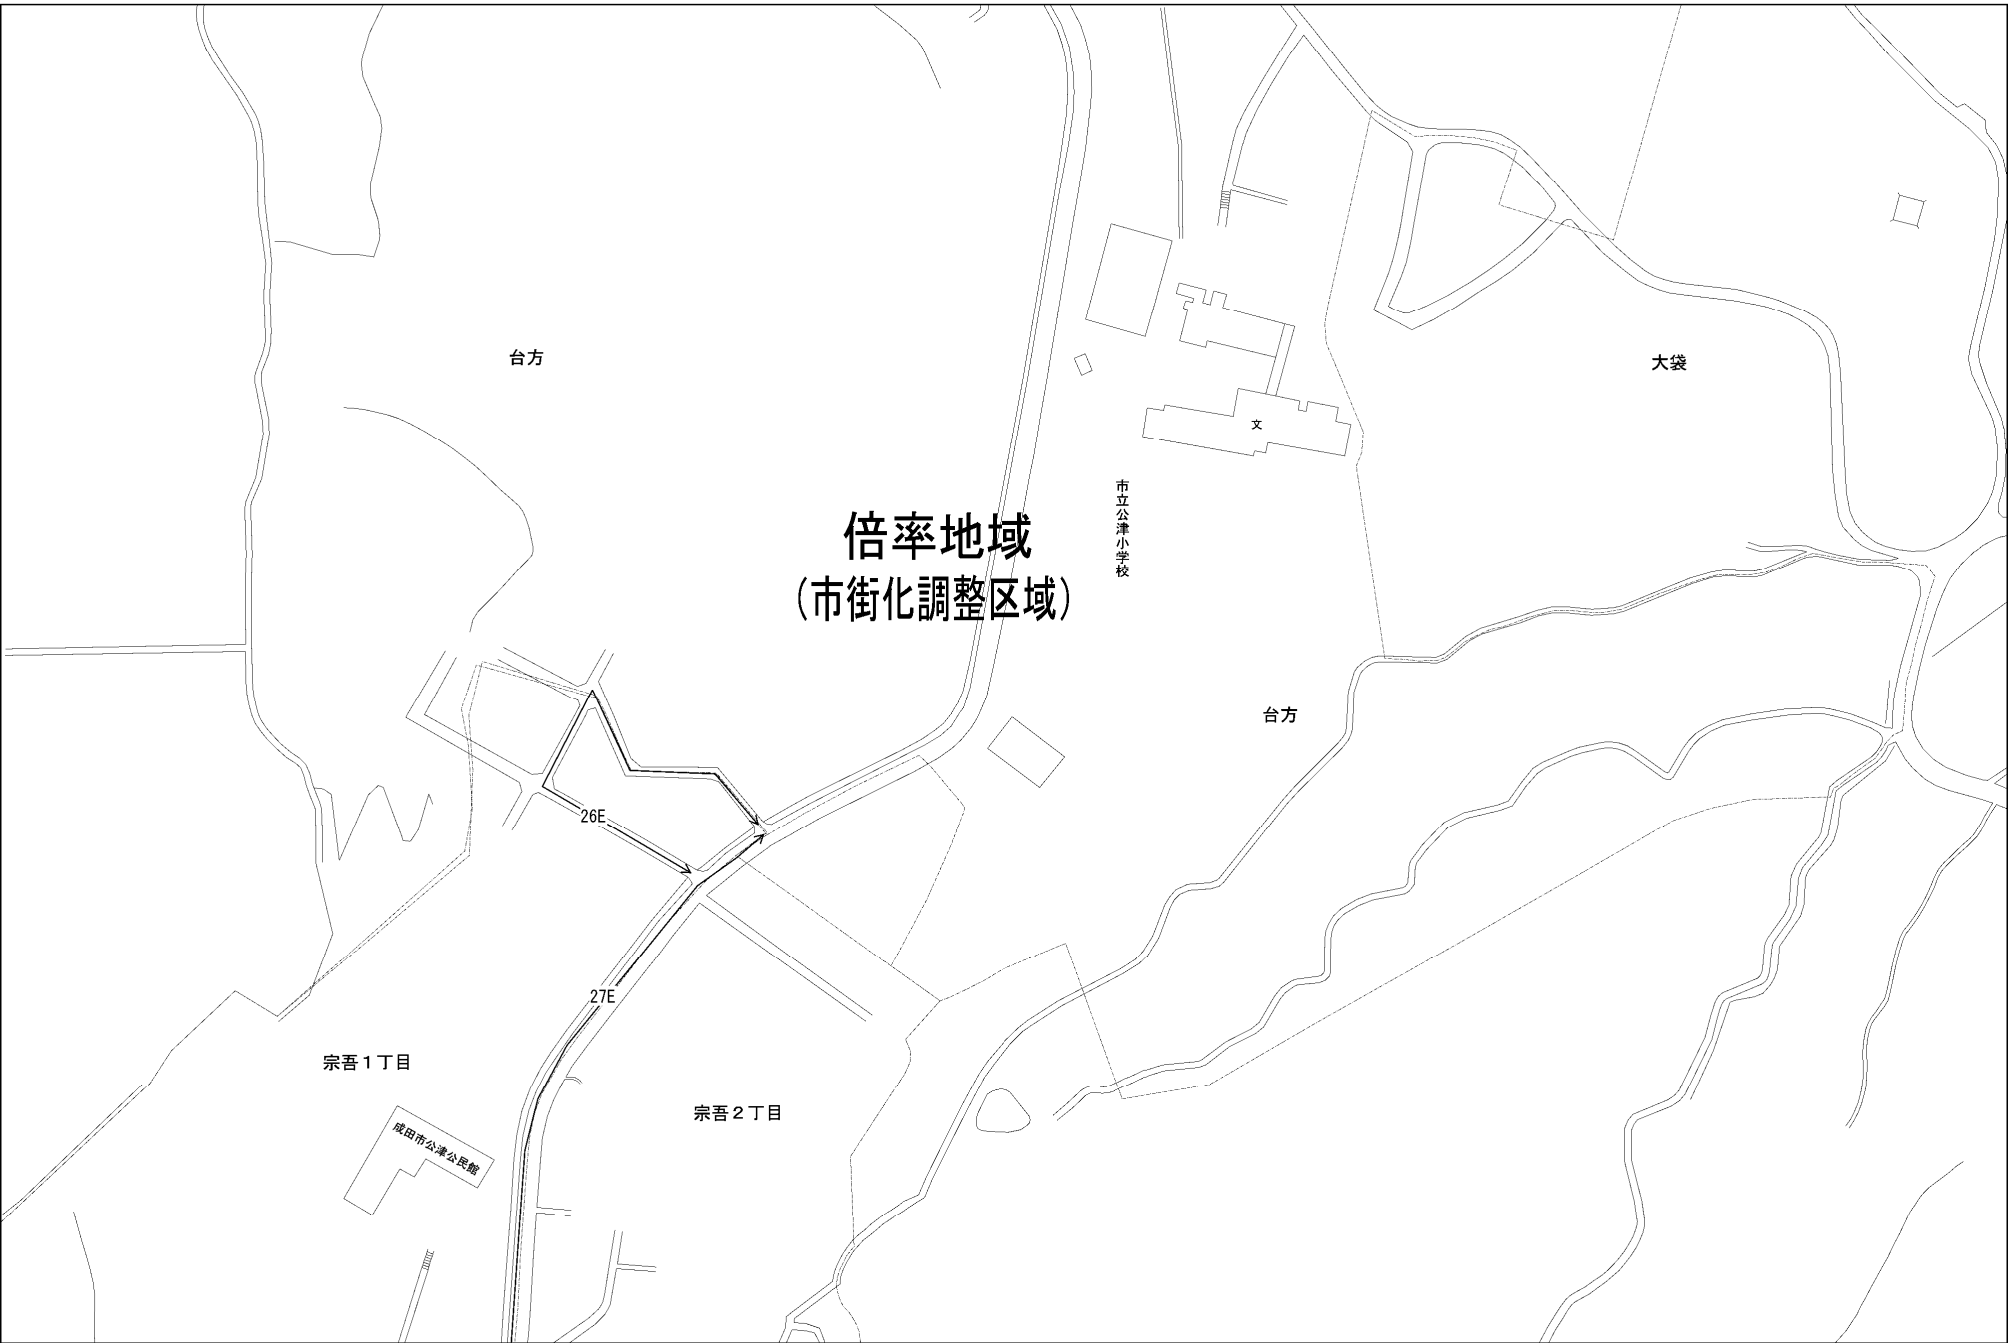 台方
大袋
文
市立公津小学校
倍率地域
（市街化調整区域）
台方
26E
27E
宗吾１丁目
宗吾２丁目
成田市公津公民館